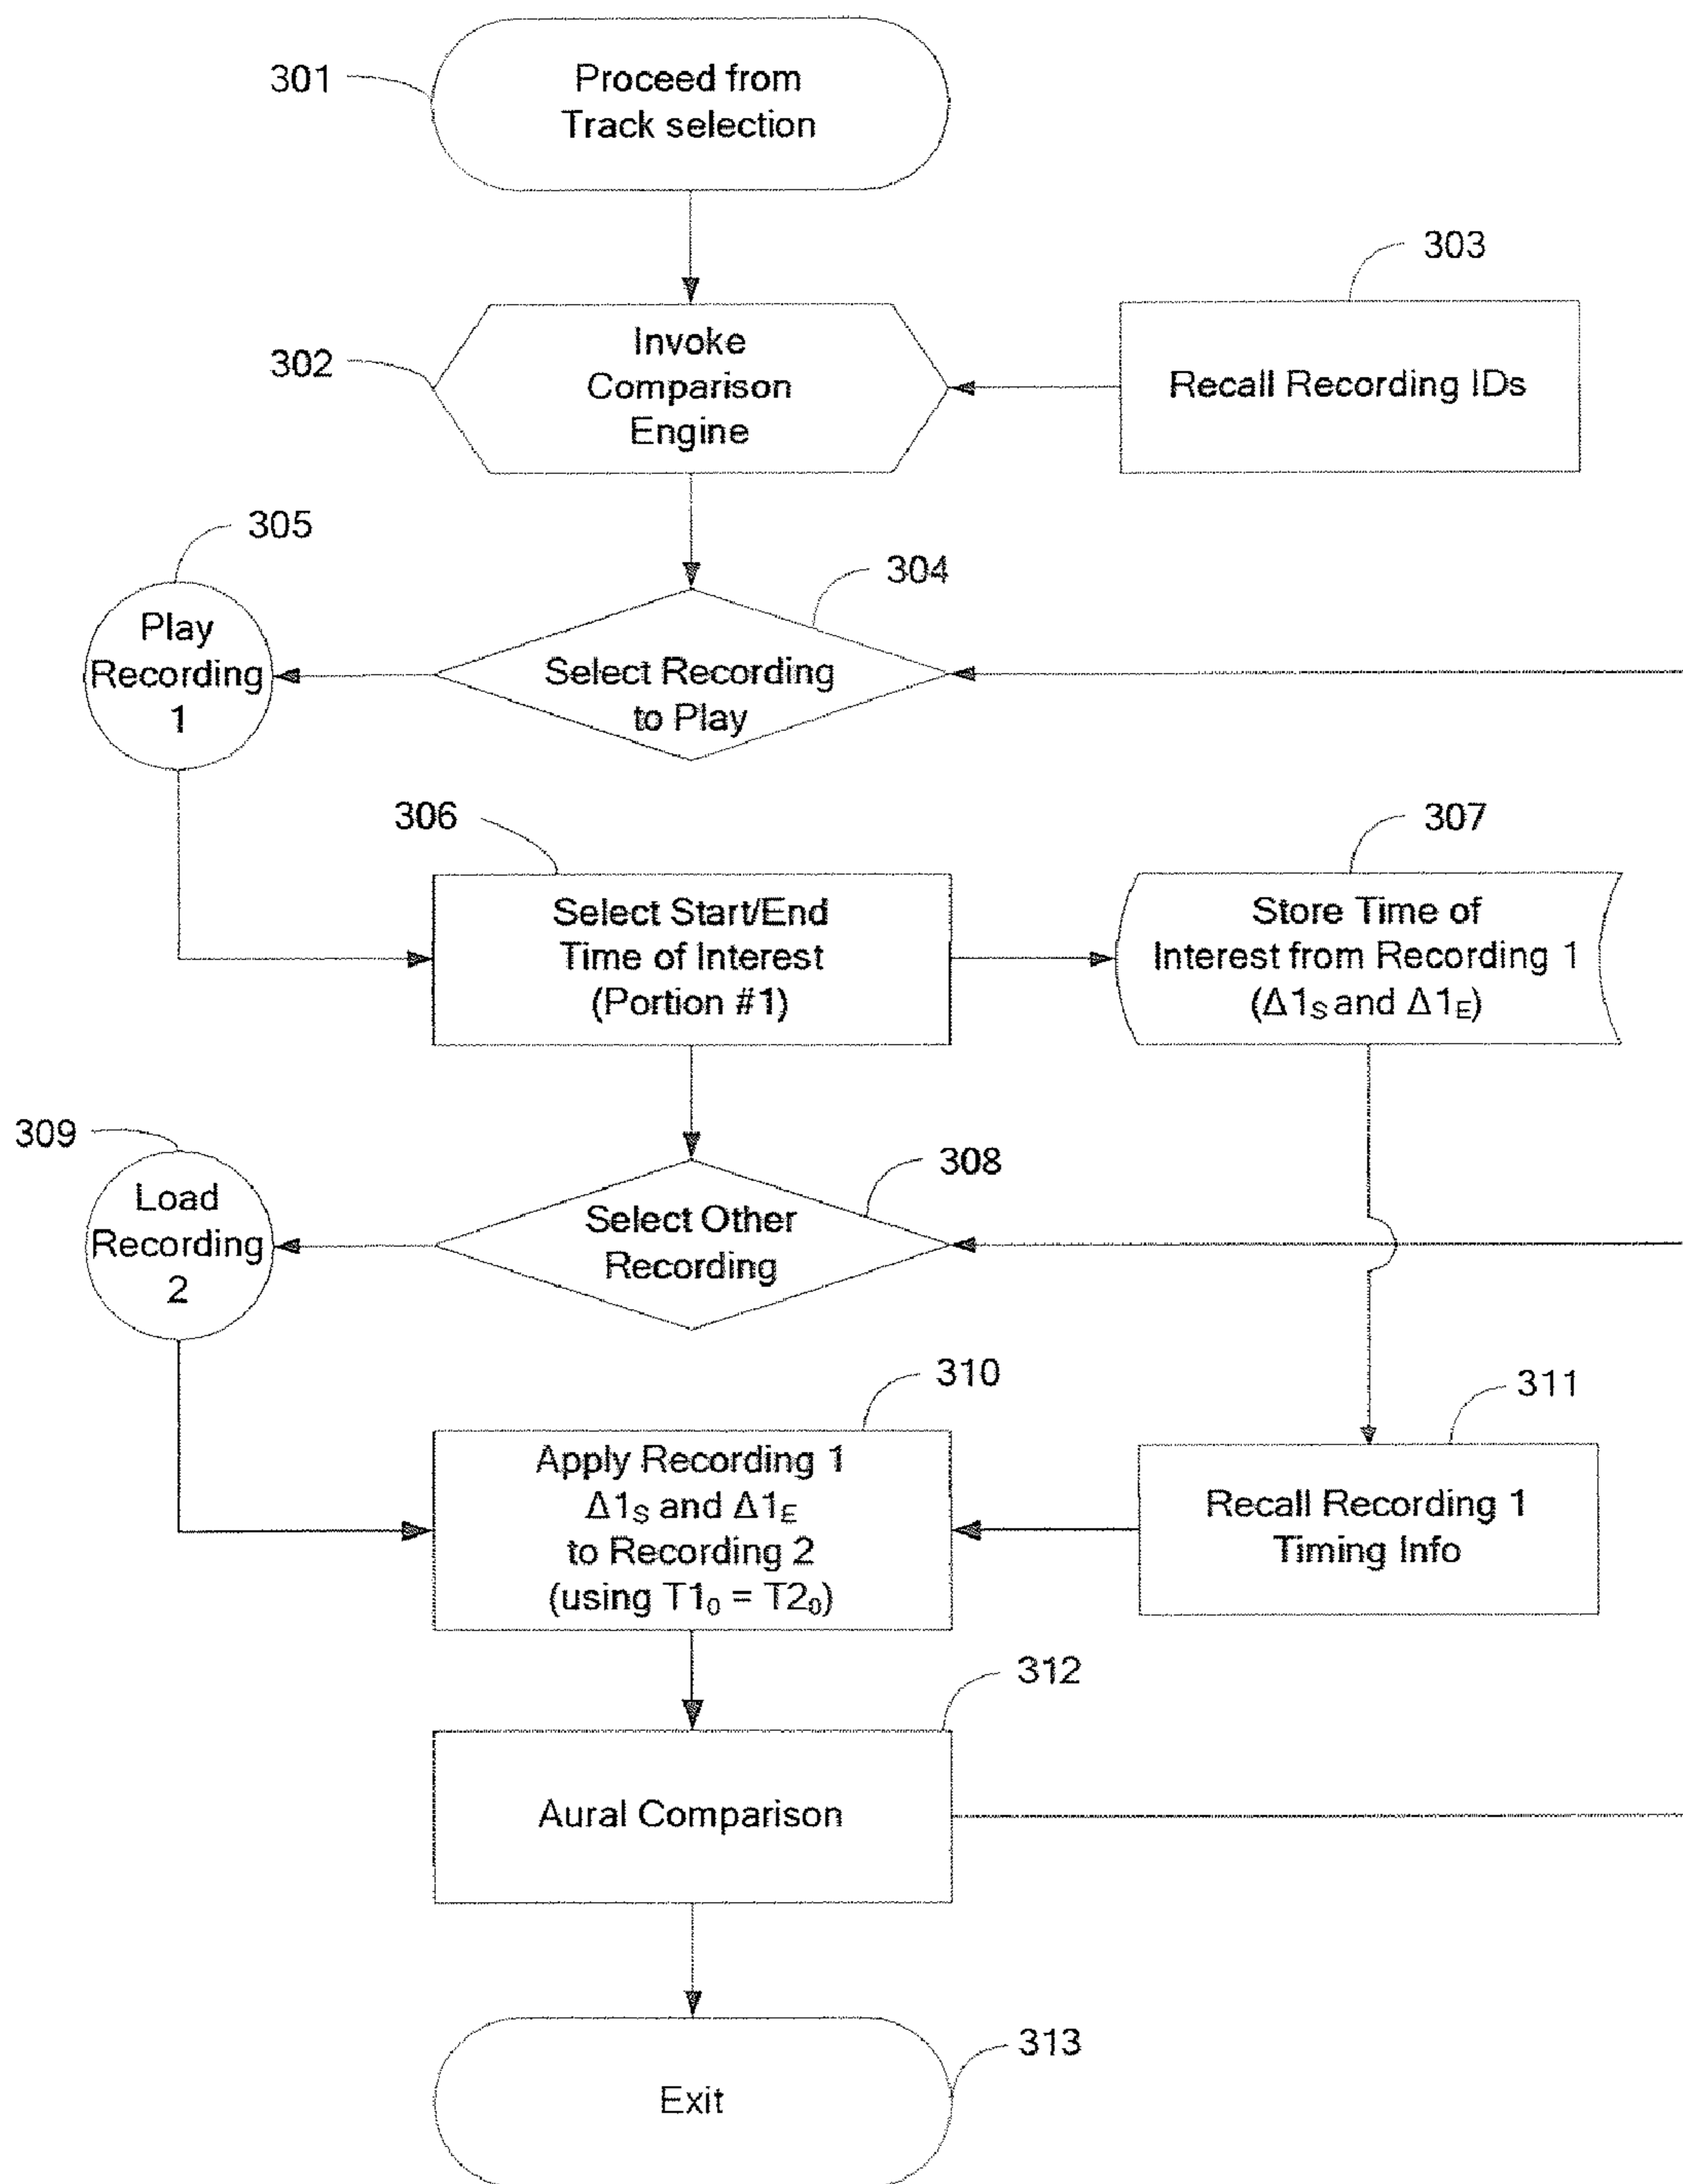 301
Proceed from
Track selection
303
302
Invoke
Comparison
Engine
Recall Recording IDs
305
304
Play
Recording
1
Select Recording
to Play
306
307
Select Start/End
Time of Interest
(Portion #1)
Store Time of
Interest from Recording 1
(Δ1S and Δ1E)
309
308
Load
Recording
2
Select Other
Recording
310
311
Apply Recording 1
Δ1S and Δ1E
to Recording 2
(using T10 = T20)
Recall Recording 1
Timing Info
312
Aural Comparison
313
Exit